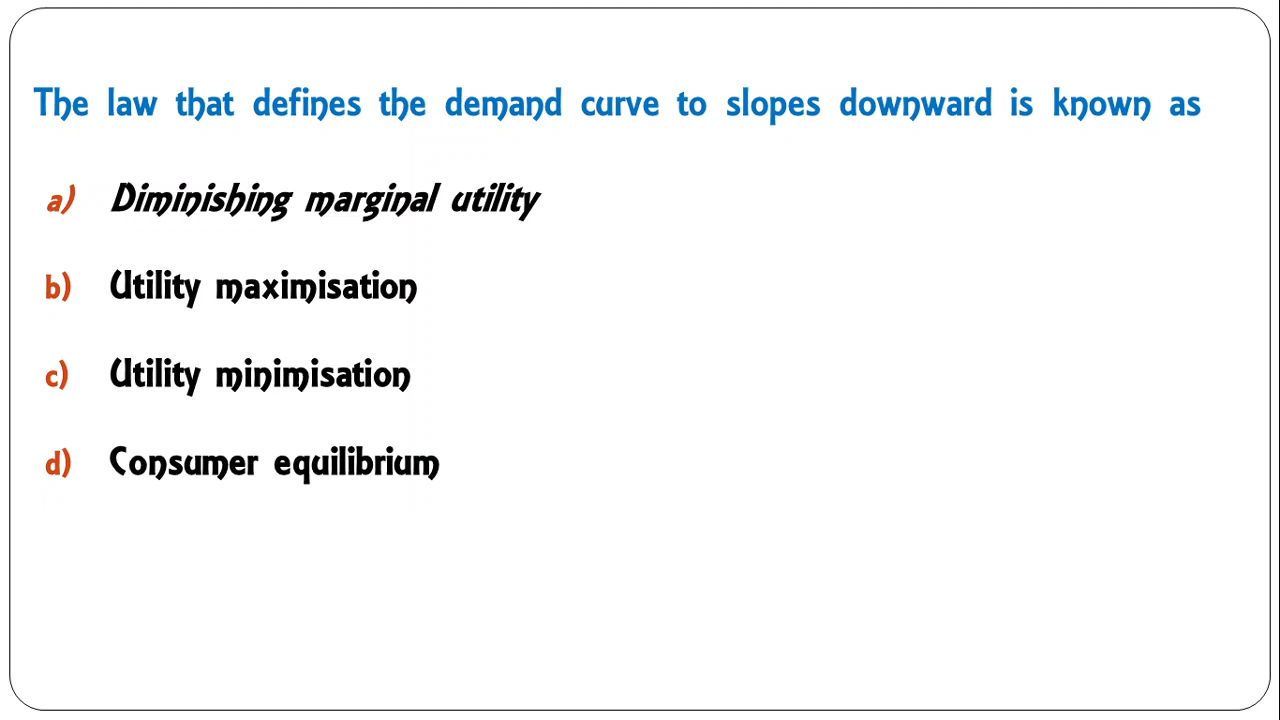 The law that defines the demand curve to slopes downward is known as
a) Diminishing marginal utility
b) Utility maximisation
c) Utility minimisation
d) Consumer equilibrium